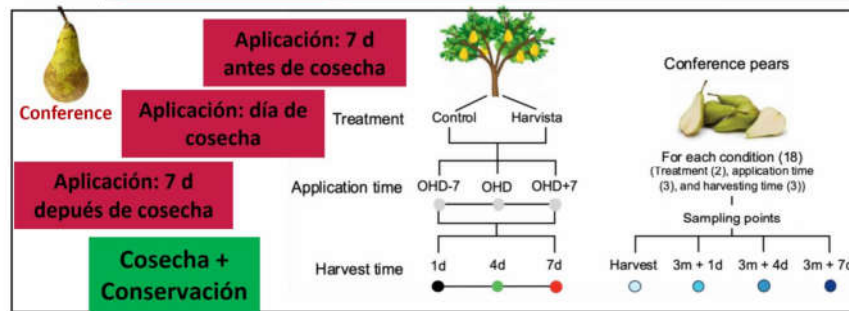 Conference
Aplicación: 7 d
antes de cosecha
Aplicación: día de
cosecha
Aplicación: 7 d
depués de cosecha
Cosecha +
Conservación
Treatment
Control
Harvista
Application time
OHD-7
OHD
OHD+7
Harvest time
1d
4d
7d
Conference pears
For each condition (18)
(Treatment (2), application time
(3), and harvesting time (3))
Sampling points
Harvest
3m + 1d
3m + 4d
3m + 7d